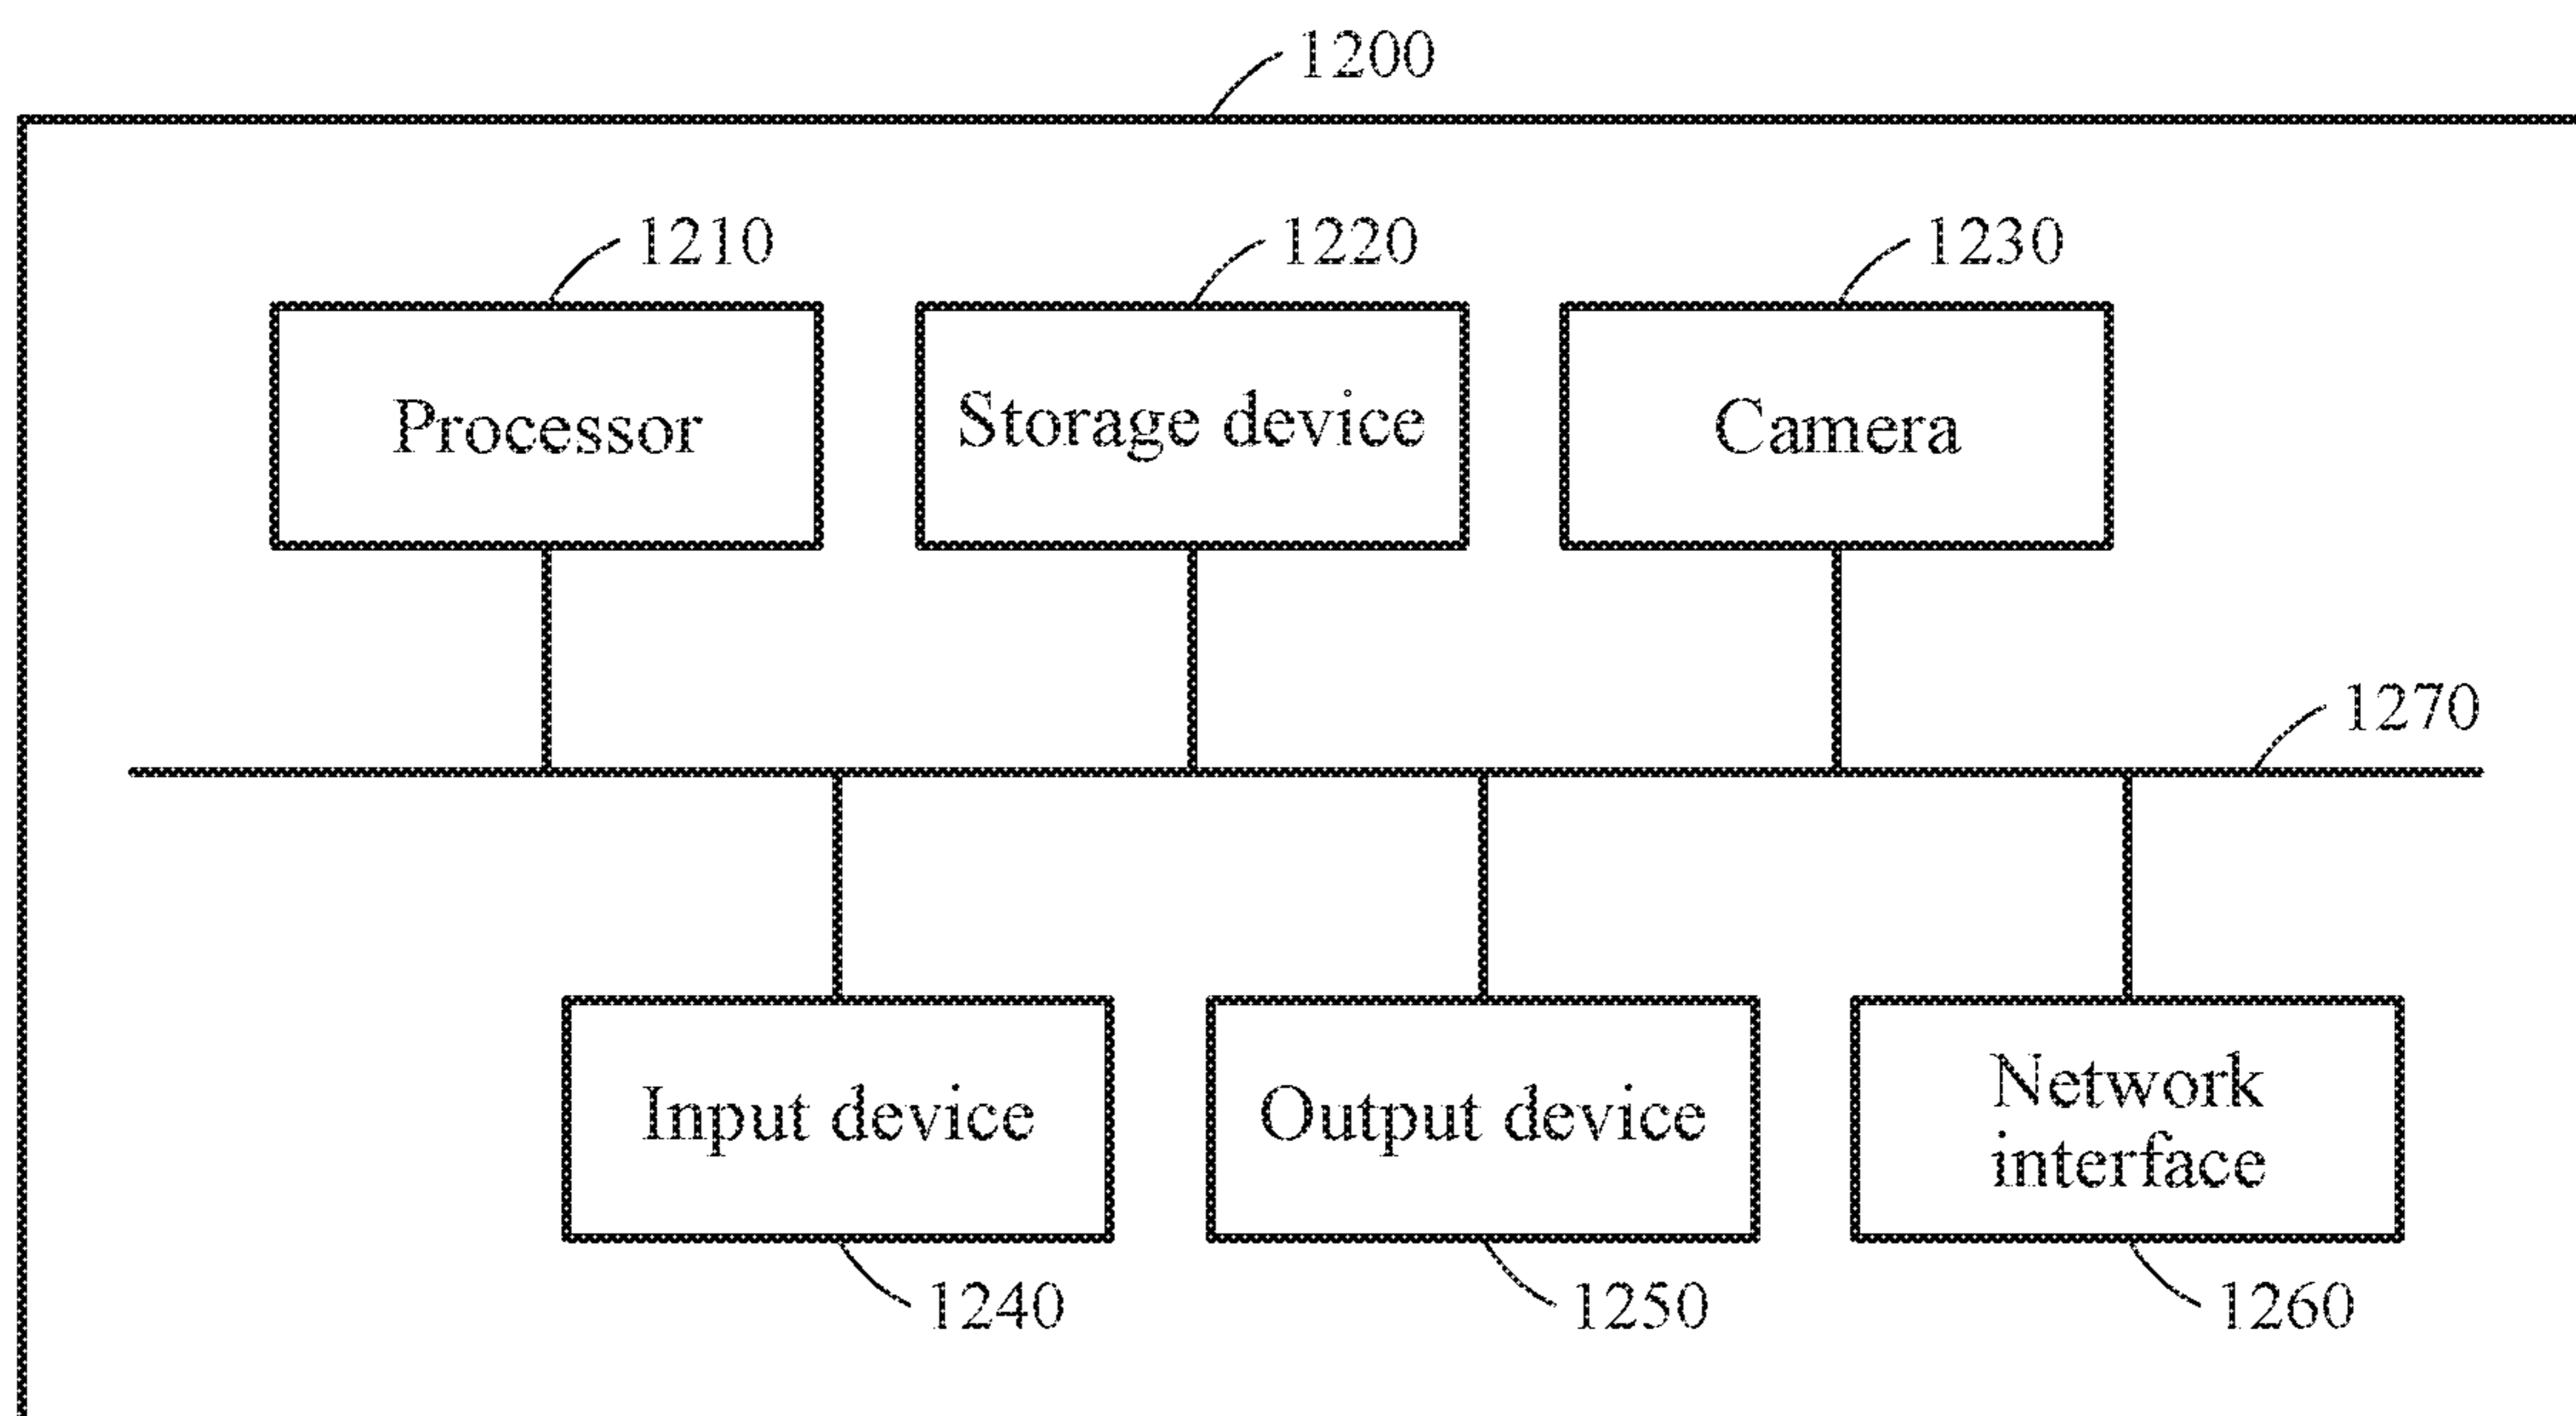 1200
1210
1220
1230
Processor
Storage device
Camera
1270
Input device
Output device
Network
interface
1240
1250
1260